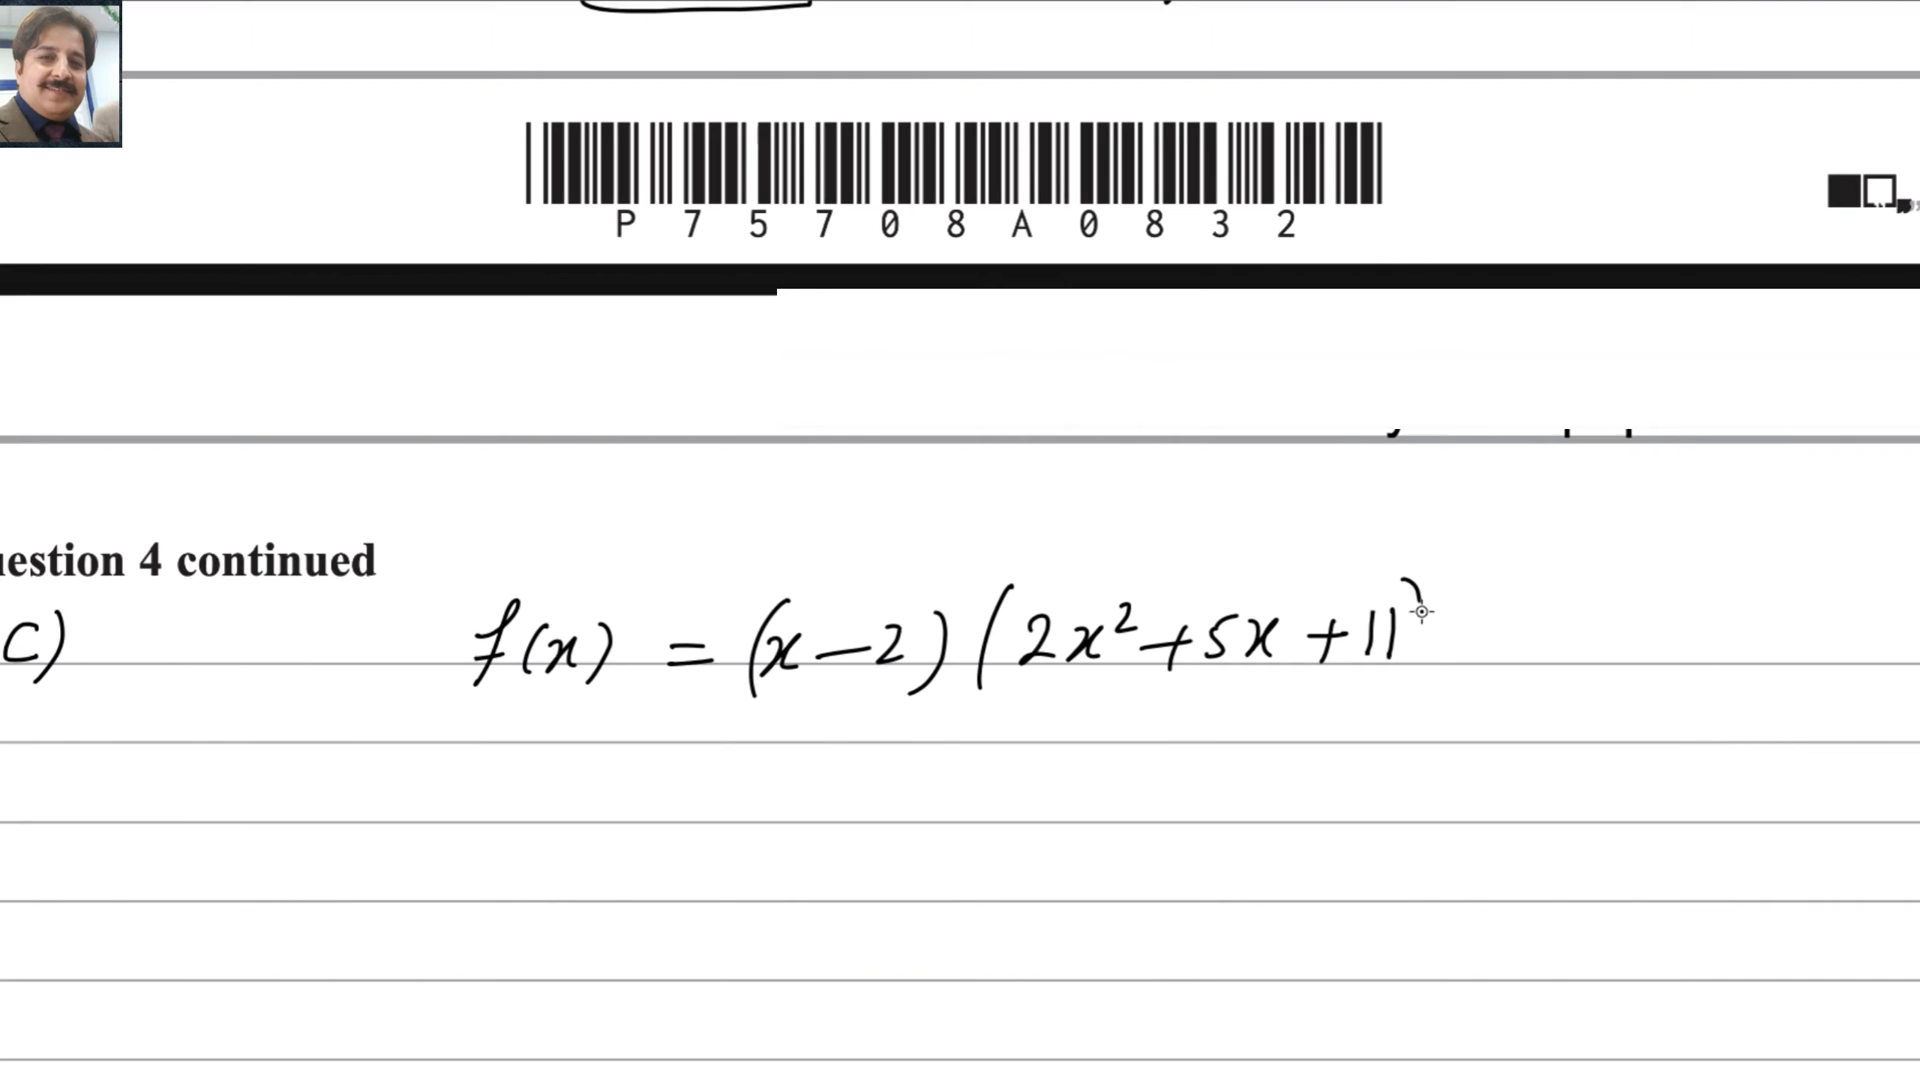 P 7 5 7 0 8 A 0 8 3 2
uestion 4 continued
C) f(x) = (x-2) (2x²+5x+11)